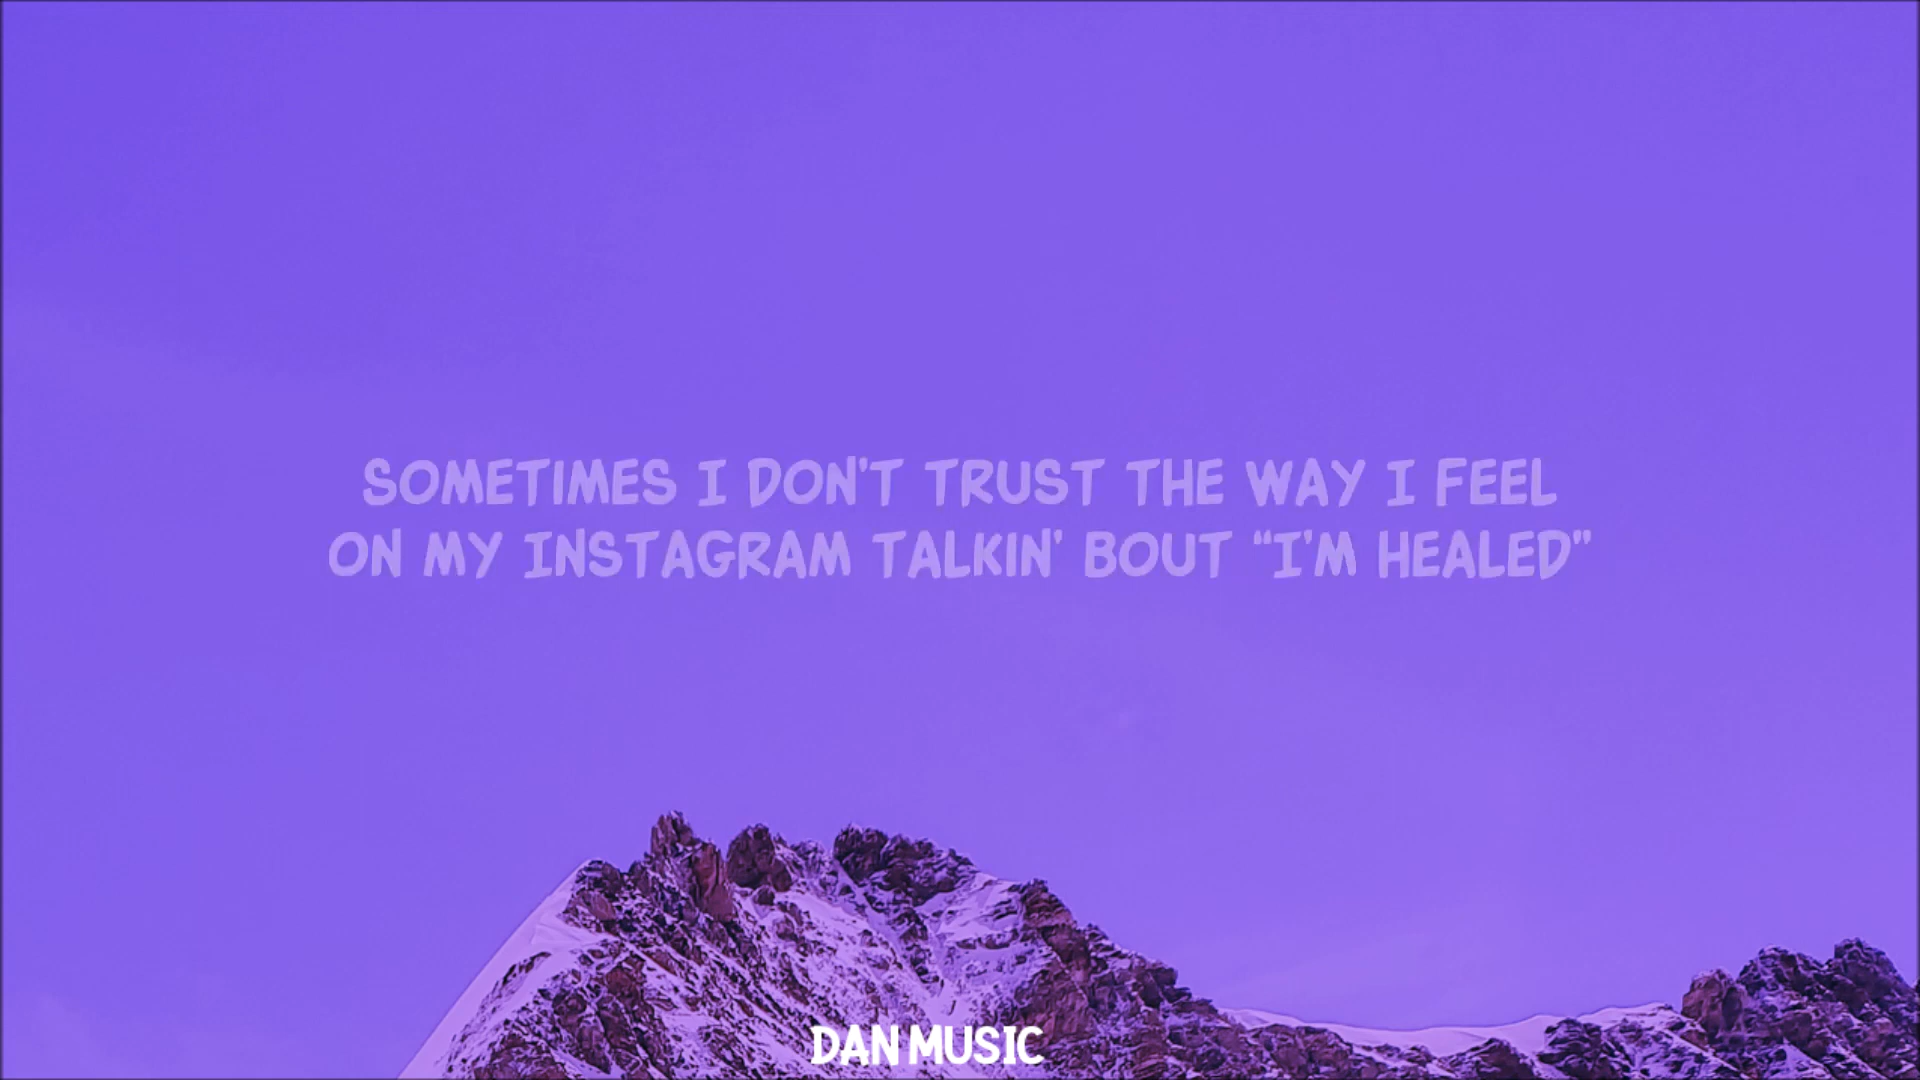 SOMETIMES I DON'T TRUST THE WAY I FEEL
ON MY INSTAGRAM TALKIN' BOUT “I'M HEALED”
DAN MUSIC